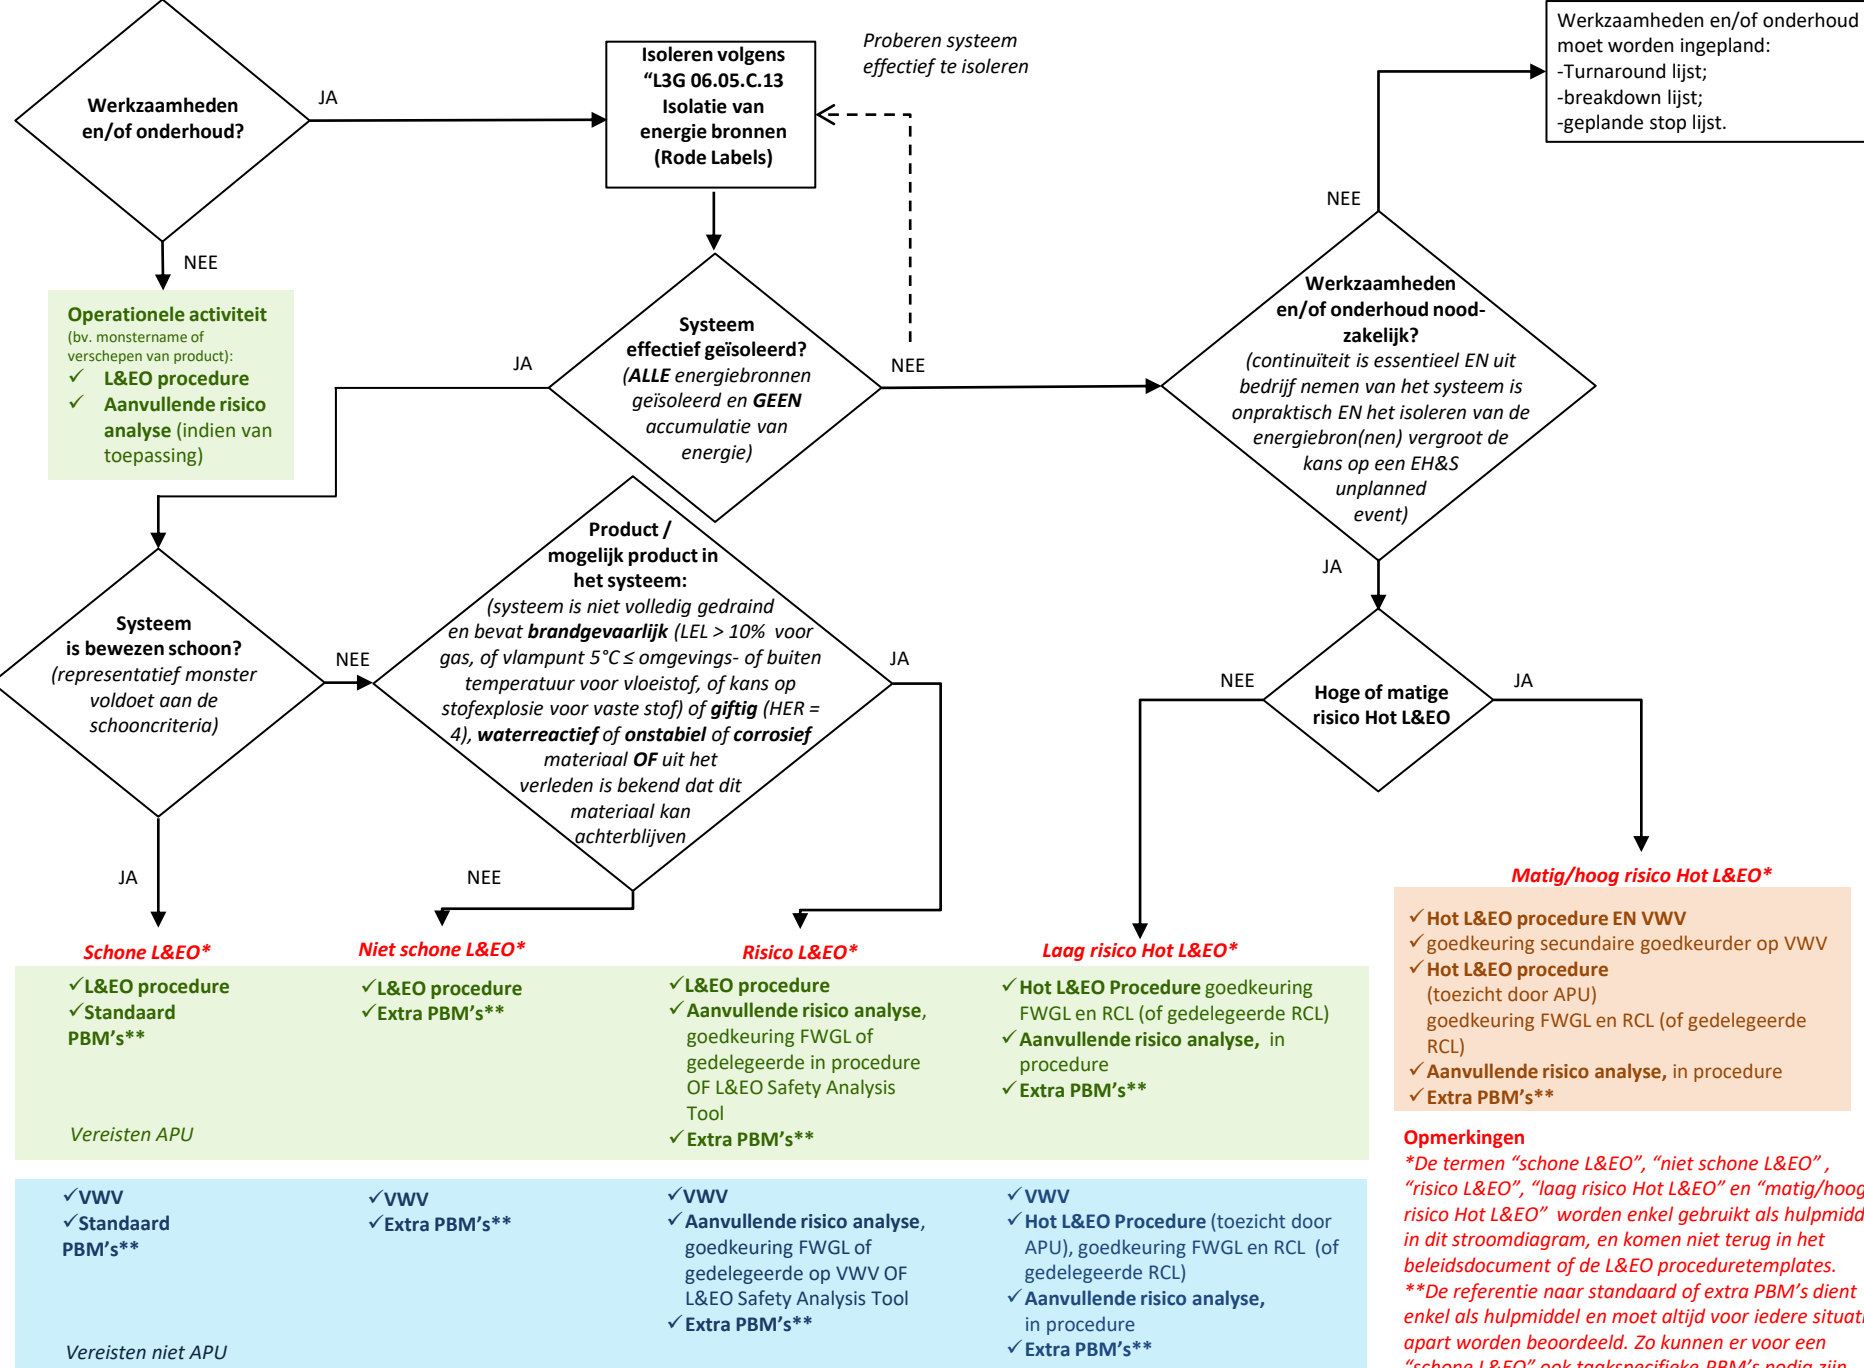 Werkzaamheden
en/of onderhoud?
JA
NEE
Isoleren volgens
“L3G 06.05.C.13
Isolatie van
energie bronnen
(Rode Labels)
Proberen systeem
effectief te isoleren
Werkzaamheden en/of onderhoud
moet worden ingepland:
-Turnaround lijst;
-breakdown lijst;
-geplande stop lijst.
NEE
Operationele activiteit
(bv. monstername of
verschepen van product):
✓ L&EO procedure
✓ Aanvullende risico
analyse (indien van
toepassing)
JA
Systeem
effectief geïsoleerd?
(ALLE energiebronnen
geïsoleerd en GEEN
accumulatie van
energie)
NEE
Werkzaamheden
en/of onderhoud nood-
zakelijk?
(continuïteit is essentieel EN uit
bedrijf nemen van het systeem is
onpraktisch EN het isoleren van de
energiebron(nen) vergroot de
kans op een EH&S
unplanned
event)
JA
Systeem
is bewezen schoon?
(representatief monster
voldoet aan de
schooncriteria)
NEE
JA
Product /
mogelijk product in
het systeem:
(systeem is niet volledig gedraind
en bevat brandgevaarlijk (LEL > 10% voor
gas, of vlampunt 5°C ≤ omgevings- of buiten
temperatuur voor vloeistof, of kans op
stofexplosie voor vaste stof) of giftig (HER =
4), waterreactief of onstabiel of corrosief
materiaal OF uit het
verleden is bekend dat dit
materiaal kan
achterblijven
JA
NEE
NEE
Hoge of matige
risico Hot L&EO
JA
Schone L&EO*
✓L&EO procedure
✓Standaard
PBM’s**
Vereisten APU
Niet schone L&EO*
✓L&EO procedure
✓Extra PBM’s**
Risico L&EO*
✓L&EO procedure
✓Aanvullende risico analyse,
goedkeuring FWGL of
gedelegeerde in procedure
OF L&EO Safety Analysis
Tool
✓Extra PBM’s**
Laag risico Hot L&EO*
✓Hot L&EO Procedure goedkeuring
FWGL en RCL (of gedelegeerde RCL)
✓Aanvullende risico analyse, in
procedure
✓Extra PBM’s**
Matig/hoog risico Hot L&EO*
✓Hot L&EO procedure EN VWV
✓goedkeuring secundaire goedkeurder op VWV
✓Hot L&EO procedure
(toezicht door APU)
goedkeuring FWGL en RCL (of gedelegeerde
RCL)
✓Aanvullende risico analyse, in procedure
✓Extra PBM’s**
✓VWV
✓Standaard
PBM’s**
Vereisten niet APU
✓VWV
✓Extra PBM’s**
✓VWV
✓Aanvullende risico analyse,
goedkeuring FWGL of
gedelegeerde op VWV OF
L&EO Safety Analysis Tool
✓Extra PBM’s**
✓VWV
✓Hot L&EO Procedure (toezicht door
APU), goedkeuring FWGL en RCL (of
gedelegeerde RCL)
✓Aanvullende risico analyse,
in procedure
✓Extra PBM’s**
Opmerkingen
*De termen “schone L&EO”, “niet schone L&EO” ,
“risico L&EO”, “laag risico Hot L&EO” en “matig/hoog
risico Hot L&EO” worden enkel gebruikt als
in dit stroomdiagram, en komen niet terug in het
beleidsdocument of de L&EO proceduretemplates.
**De referentie naar standaard of extra PBM’s dient
enkel als hulpmiddel en moet altijd voor iedere
apart worden beoordeeld. Zo kunnen er voor een
“schone L&EO” ook taakspecifieke PBM’s nodig zijn